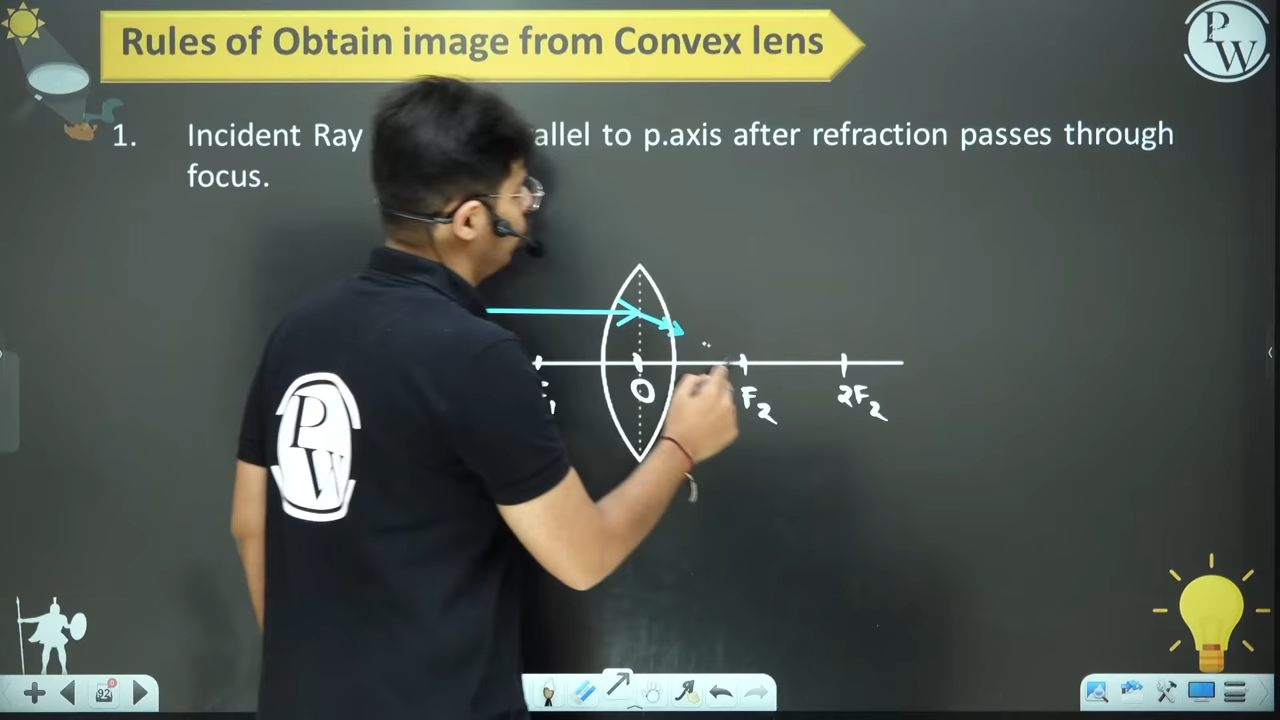 Rules of Obtain image from Convex lens
P
W
1. Incident Ray allel to p.axis after refraction passes through
focus.
O
F2
2F2
P
W
92